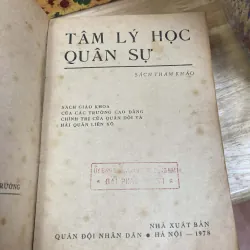 TÂM LÝ HỌC
QUÂN SỰ
SÁCH THAM KHẢO
SÁCH GIÁO KHOA
CỦA CÁC TRƯỜNG CAO ĐẲNG
CHÍNH TRỊ CỦA QUÂN ĐỘI VÀ
HẢI QUÂN LIÊN XÔ
NHÀ XUẤT BẢN
QUÂN ĐỘI NHÂN DÂN ● HÀ NỘI — 1978